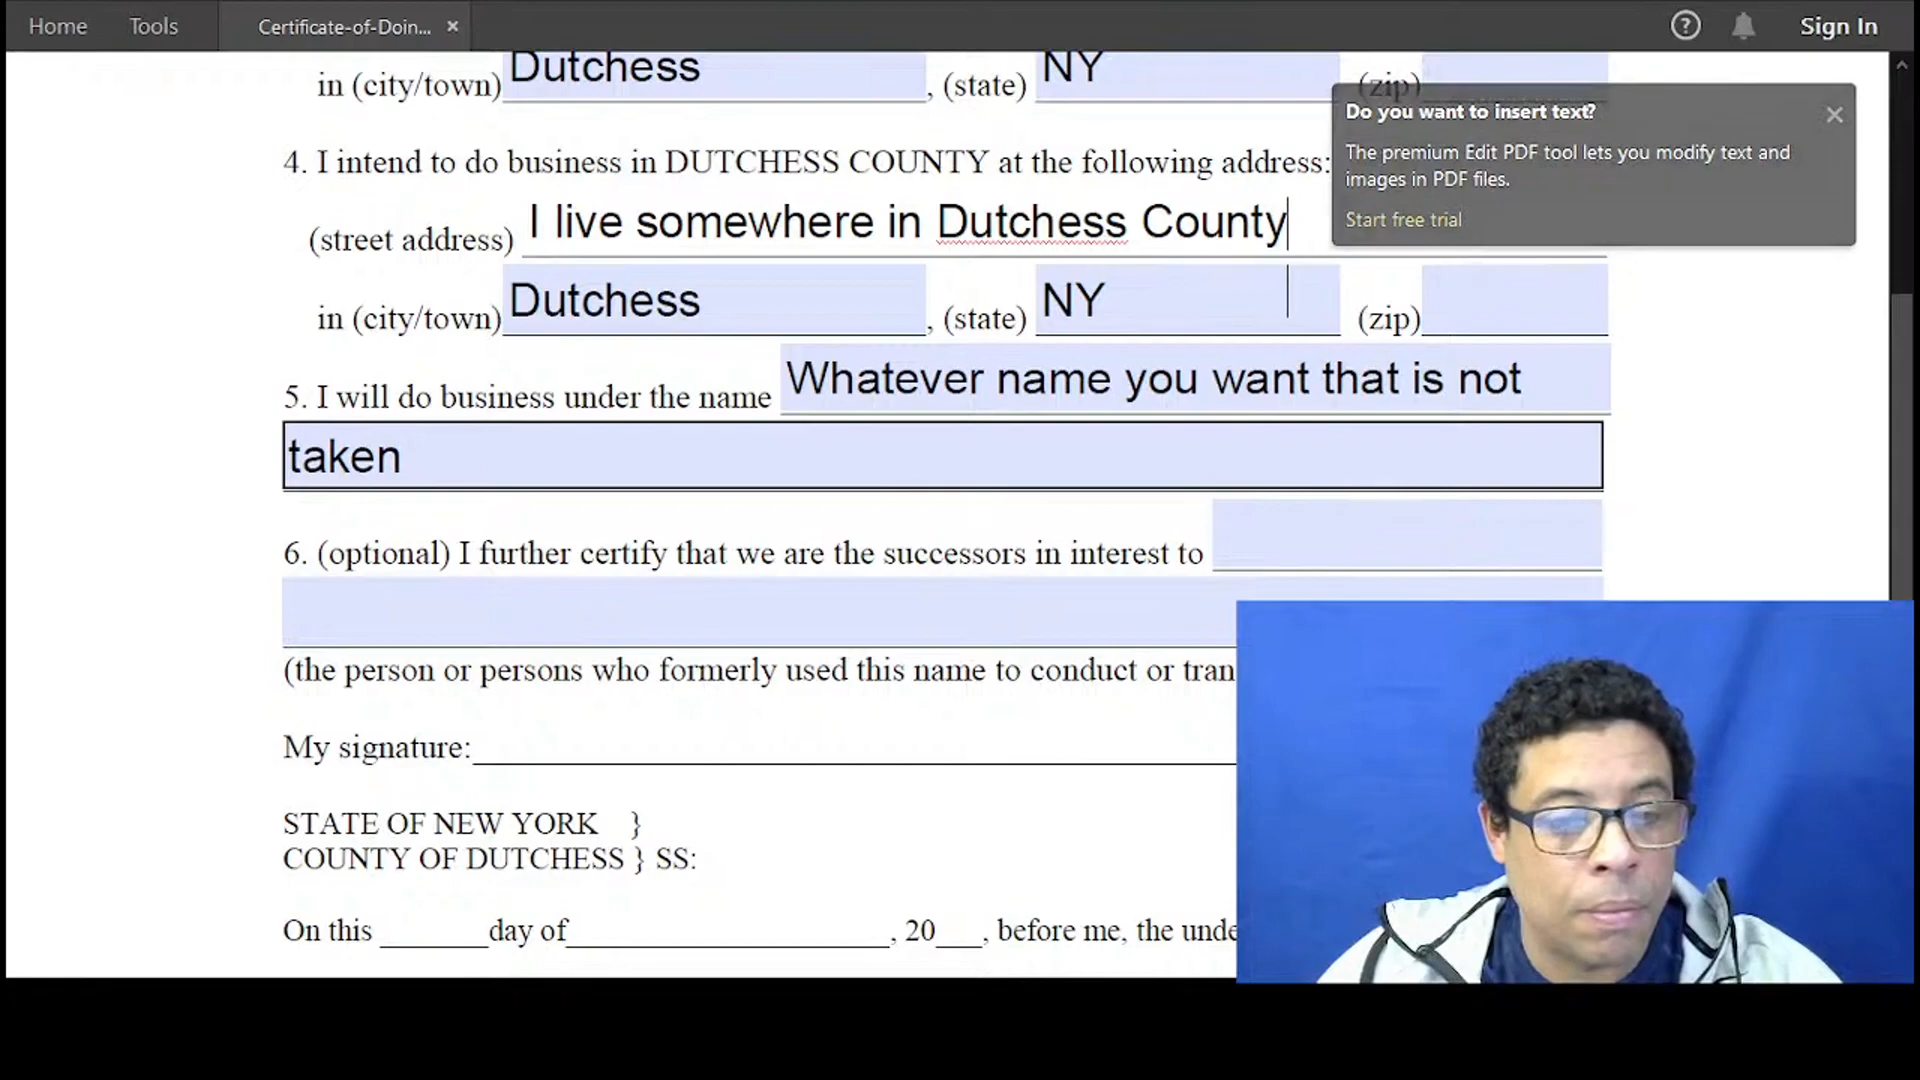 Home Tools Certificate-of-Doin... × ? Sign In
in (city/town) Dutchess , (state) NY (zip)
Do you want to insert text? ×
The premium Edit PDF tool lets you modify text and
images in PDF files.
Start free trial
4. I intend to do business in DUTCHESS COUNTY at the following address:
(street address) I live somewhere in Dutchess County
in (city/town) Dutchess , (state) NY (zip)
5. I will do business under the name Whatever name you want that is not
taken
6. (optional) I further certify that we are the successors in interest to
(the person or persons who formerly used this name to conduct or tran
My signature:
STATE OF NEW YORK }
COUNTY OF DUTCHESS } SS:
On this ______ day of ____________________, 20___, before me, the unde